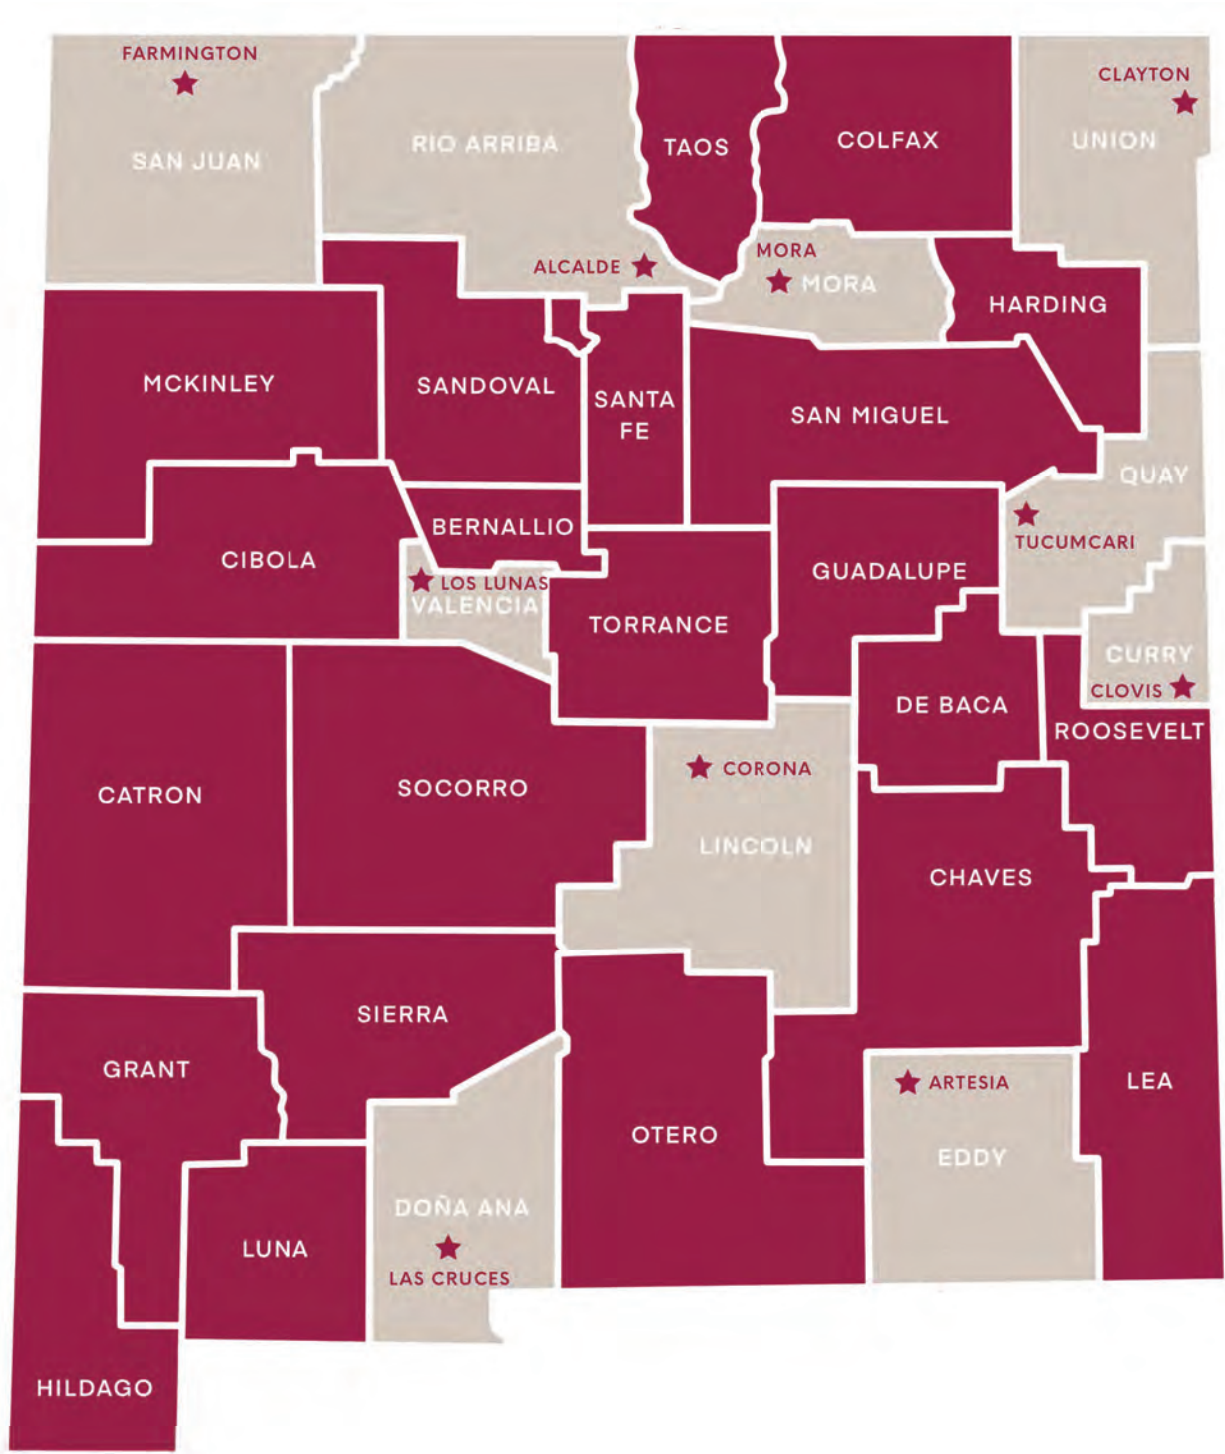 FARMINGTON
SAN JUAN
RIO ARRIBA
ALCALDE
TAOS
COLFAX
CLAYTON
UNION
MORA
MORA
HARDING
MCKINLEY
SANDOVAL
SANTA
FE
SAN MIGUEL
QUAY
TUCUMCARI
CIBOLA
BERNALLIO
LOS LUNAS
VALENCIA
TORRANCE
GUADALUPE
CURRY
CLOVIS
DE BACA
ROOSEVELT
CATRON
SOCORRO
CORONA
LINCOLN
CHAVES
SIERRA
GRANT
OTERO
ARTESIA
EDDY
LEA
DOÑA ANA
LAS CRUCES
LUNA
HILDAGO